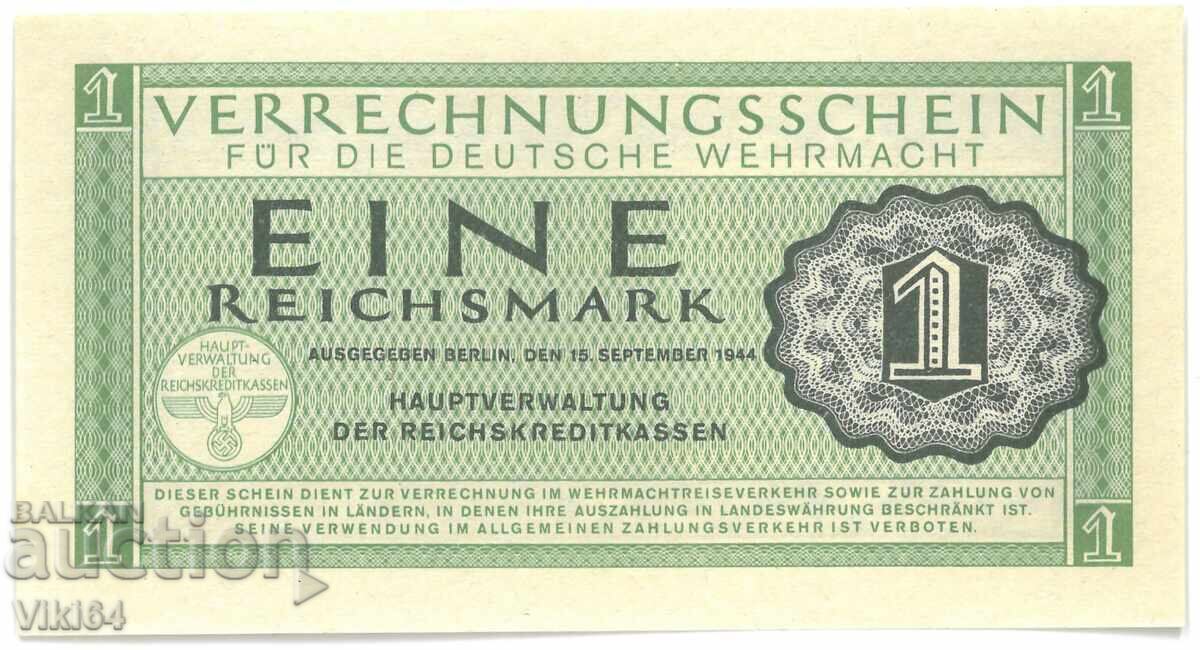 1
1
VERRECHNUNGSSCHEIN
FÜR DIE DEUTSCHE WEHRMACHT
EINE
REICHSMARK
1
HAUPT-
VERWALTUNG
DER
REICHSKREDITKASSEN
AUSGEGEBEN BERLIN, DEN 15. SEPTEMBER 1944
HAUPTVERWALTUNG
DER REICHSKREDITKASSEN
DIESER SCHEIN DIENT ZUR VERRECHNUNG IM WEHRMACHTREISEVERKEHR SOWIE ZUR ZAHLUNG VON
GEBÜHRNISSEN IN LÄNDERN, IN DENEN IHRE AUSZAHLUNG IN LANDESWÄHRUNG BESCHRÄNKT IST.
SEINE VERWENDUNG IM ALLGEMEINEN ZAHLUNGSVERKEHR IST VERBOTEN.
1
1
BALKAN
auction
Viki64